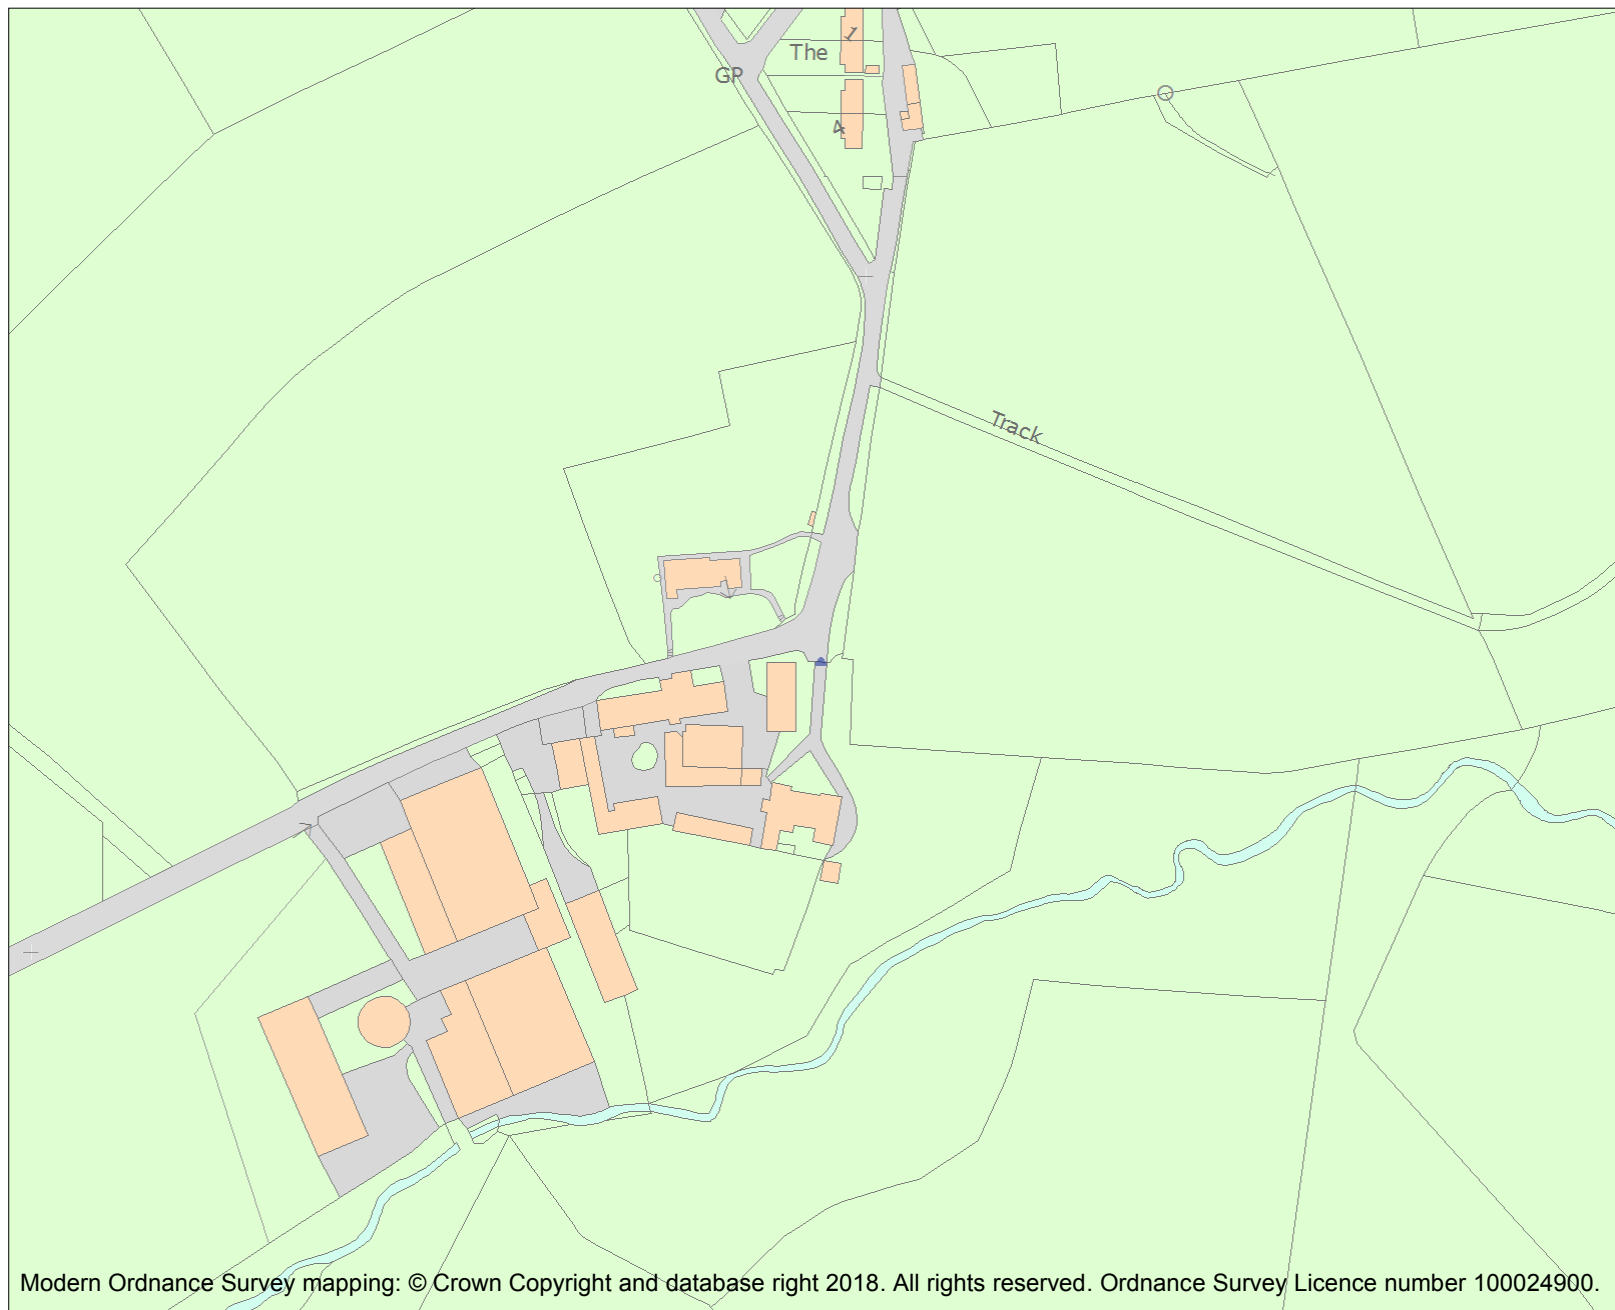 1
The
GP
4
Track
Modern Ordnance Survey mapping: © Crown Copyright and database right 2018. All rights reserved. Ordnance Survey Licence number 100024900.